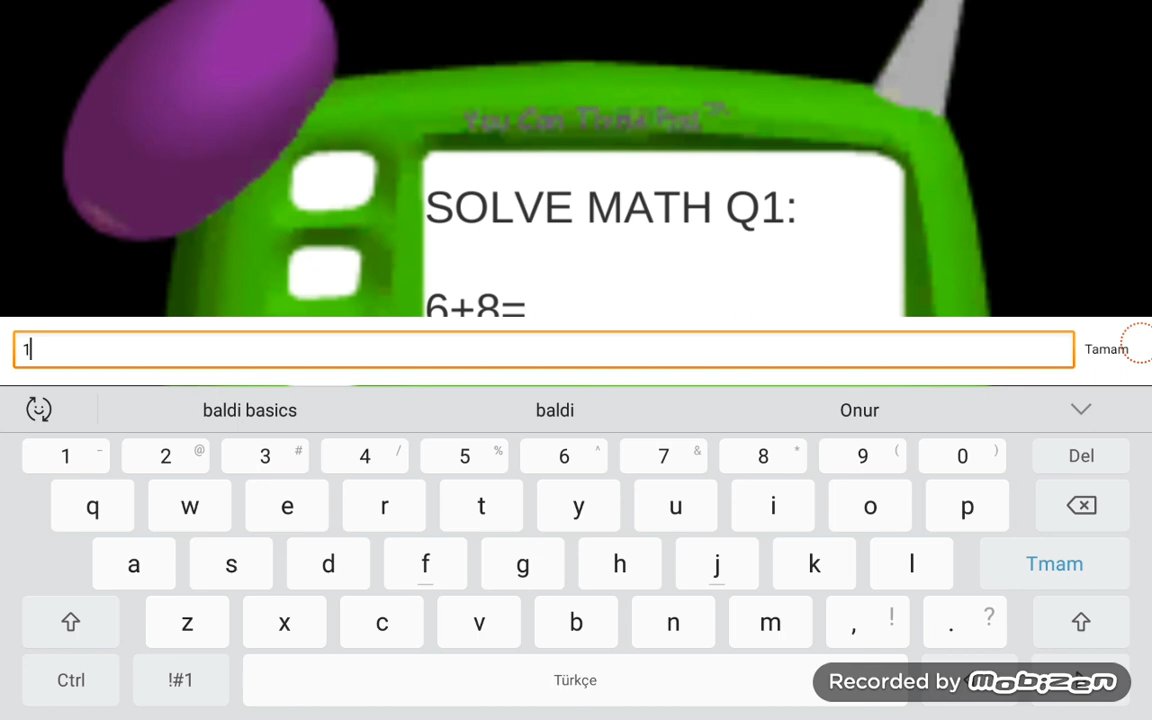 You Can Think Pad™
SOLVE MATH Q1:
6+8=
1
Tamam
baldi basics baldi Onur
1 - 2 @ 3 # 4 / 5 % 6 ^ 7 & 8 * 9 ( 0 ) Del
q w e r t y u i o p
a s d f g h j k l Tmam
z x c v b n m , ! . ?
Ctrl !#1 Türkçe
Recorded by mobizen